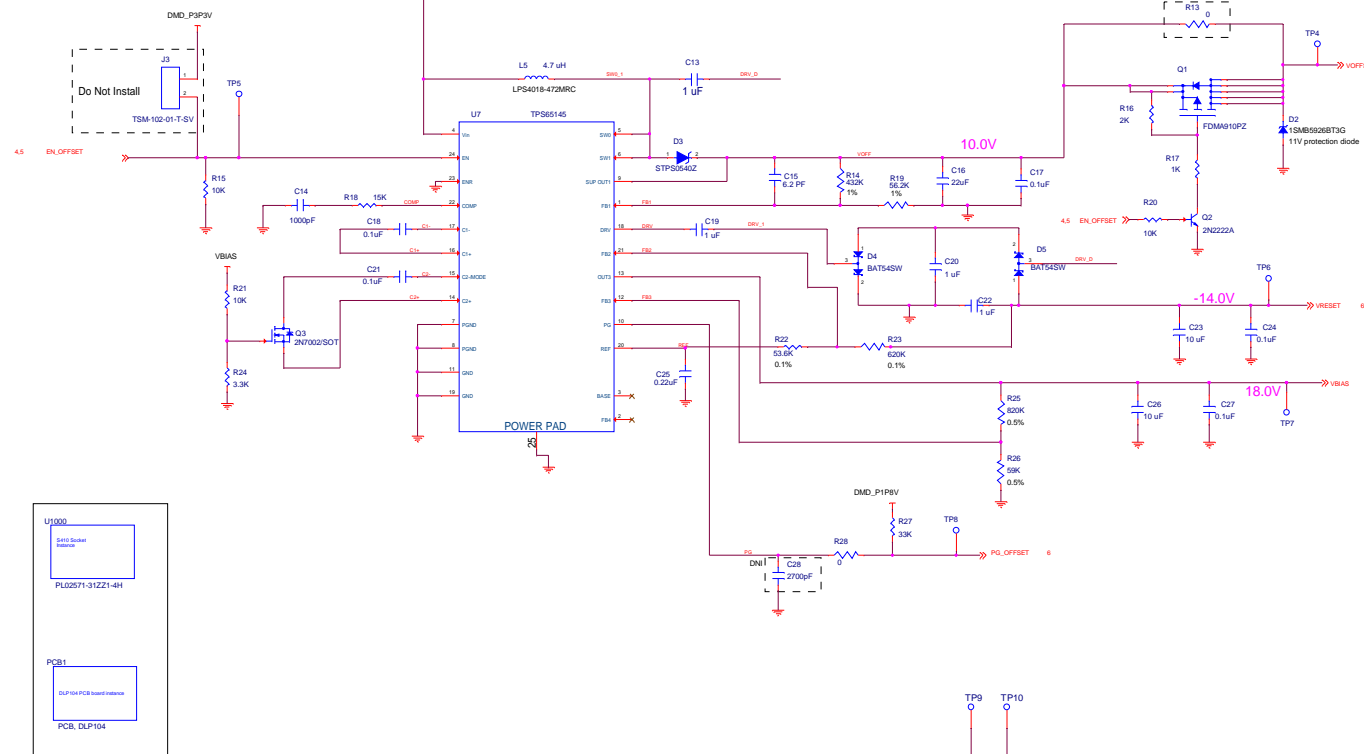 DMD_P3P3V
J3
1
2
Do Not Install
TSM-102-01-T-SV
TP5
4,5 EN_OFFSET
R15
10K
C14
1000pF
R18 15K
COMP
C18
0.1uF
C1-
C1+
VBIAS
C21
0.1uF
C2-
C2+
R21
10K
Q3
2N7002/SOT
R24
3.3K
L5 4.7 uH
LPS4018-472MRC
SW0_1
C13
1 uF
DRV_D
U7 TPS65145
4 Vin
24 EN
23 ENR
22 COMP
17 C1-
16 C1+
15 C2-/MODE
14 C2+
7 PGND
8 PGND
11 GND
19 GND
SW0 5
SW1 6
SUP OUT1 9
FB1 1
DRV 18
FB2 21
OUT3 13
FB3 12
PG 10
REF 20
BASE 3
FB4 2
POWER PAD
25
D3
1 2
STPS0540Z
VOFF
10.0V
C15
6.2 PF
R14
432K
1%
R19
56.2K
1%
C16
22uF
C17
0.1uF
FB1
DRV
C19
1 uF
DRV_1
FB2
FB3
D4
BAT54SW
1
3
2
C20
1 uF
D5
BAT54SW
2
3
1
DRV_D
C22
1 uF
-14.0V
TP6
VRESET 6
C23
10 uF
C24
0.1uF
REF
C25
0.22uF
R22
53.6K
0.1%
R23
620K
0.1%
VBIAS
18.0V
TP7
R25
820K
0.5%
R26
59K
0.5%
C26
10 uF
C27
0.1uF
R13
0
TP4
VOFF
Q1
FDMA910PZ
R16
2K
R17
1K
D2
1SMB5926BT3G
11V protection diode
4,5 EN_OFFSET
R20
10K
Q2
2N2222A
DMD_P1P8V
R27
33K
TP8
R28
0
PG
DNI
C28
2700pF
PG_OFFSET 6
U1000
S410 Socket
Instance
PL02571-31ZZ1-4H
PCB1
DLP104 PCB board instance
PCB, DLP104
TP9
TP10